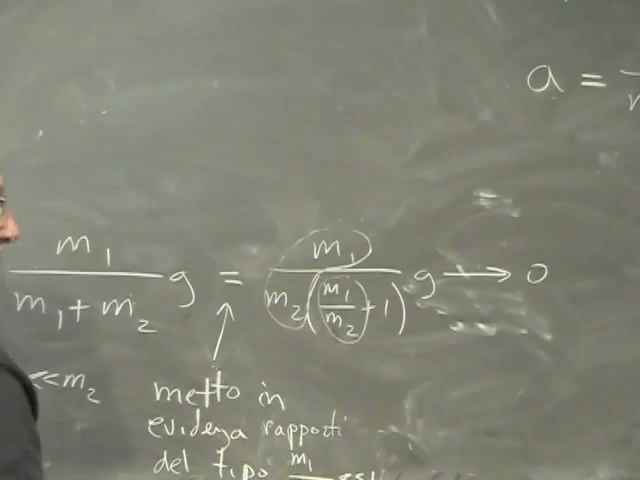 a =
m₁/(m₁ + m₂) g = m₁/(m₂(m₁/m₂ + 1)) g → 0
<< m₂
metto in
evidenza rapporti
del tipo m₁